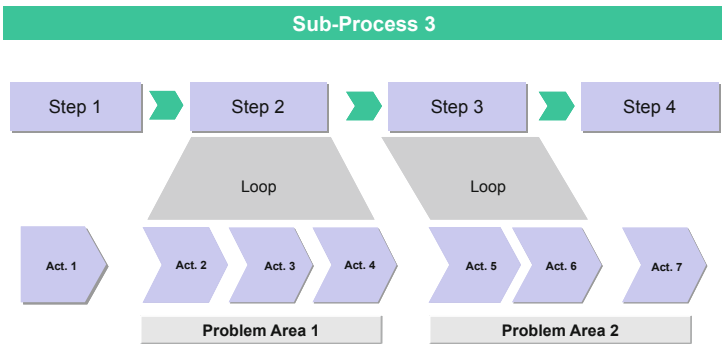 Sub-Process 3
Step 1
Step 2
Step 3
Step 4
Loop
Loop
Act. 1
Act. 2
Act. 3
Act. 4
Act. 5
Act. 6
Act. 7
Problem Area 1
Problem Area 2